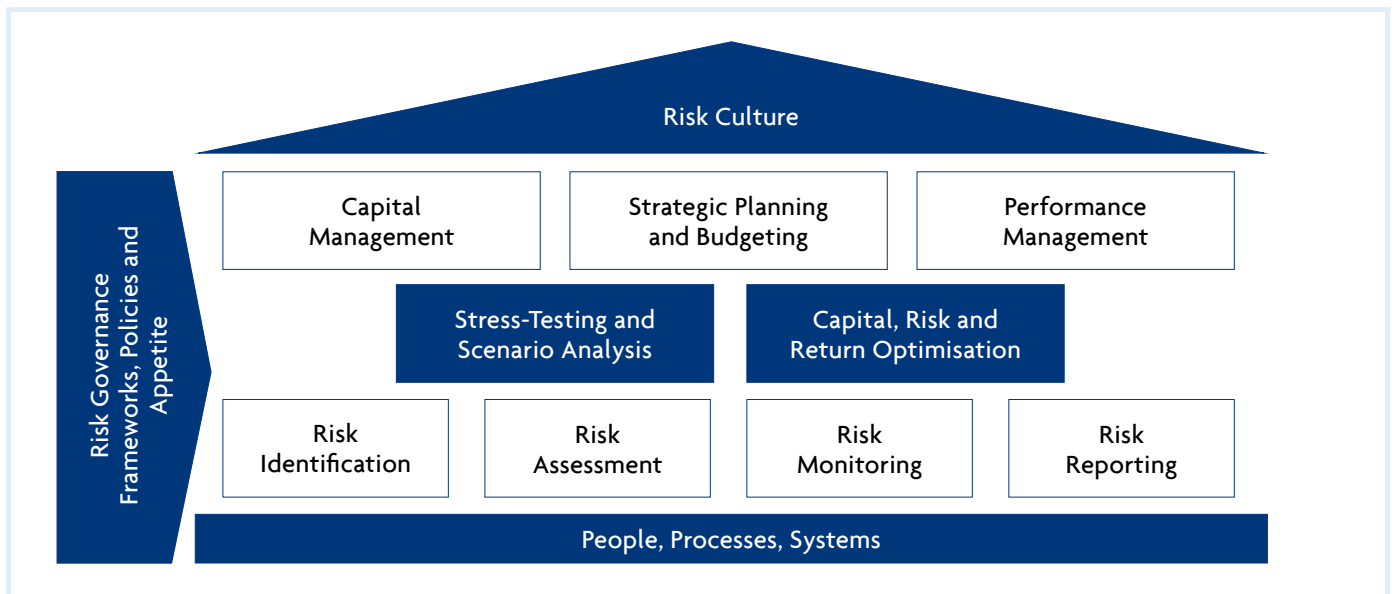 Risk Culture
Risk Governance
Frameworks, Policies and
Appetite
Capital
Management
Strategic Planning
and Budgeting
Performance
Management
Stress-Testing and
Scenario Analysis
Capital, Risk and
Return Optimisation
Risk
Identification
Risk
Assessment
Risk
Monitoring
Risk
Reporting
People, Processes, Systems